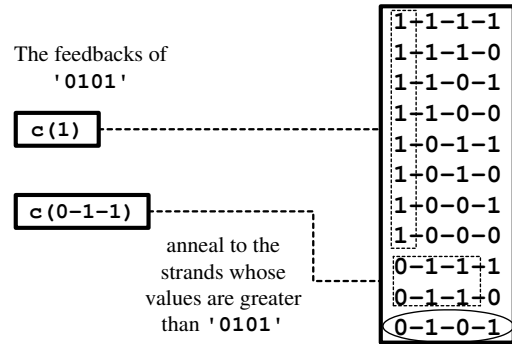 The feedbacks of
'0101'
c(1)
c(0-1-1)
anneal to the
strands whose
values are greater
than '0101'
1-1-1-1
1-1-1-0
1-1-0-1
1-1-0-0
1-0-1-1
1-0-1-0
1-0-0-1
1-0-0-0
0-1-1-1
0-1-1-0
0-1-0-1